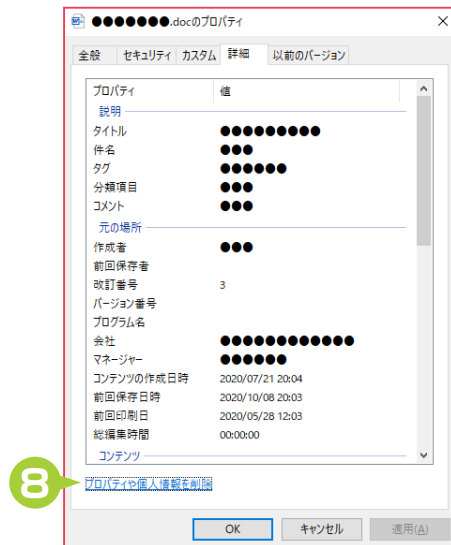 ●●●●●●●.docのプロパティ
全般 セキュリティ カスタム 詳細 以前のバージョン
プロパティ 値
説明
タイトル ●●●●●●●●●
件名 ●●●
タグ ●●●●●●
分類項目 ●●●
コメント ●●●
元の場所
作成者 ●●●
前回保存者
改訂番号 3
バージョン番号
プログラム名
会社 ●●●●●●●●●●●●
マネージャー ●●●●●●
コンテンツの作成日時 2020/07/21 20:04
前回保存日時 2020/10/08 20:03
前回印刷日 2020/05/28 12:03
総編集時間 00:00:00
コンテンツ
8 プロパティや個人情報を削除
OK キャンセル 適用(A)